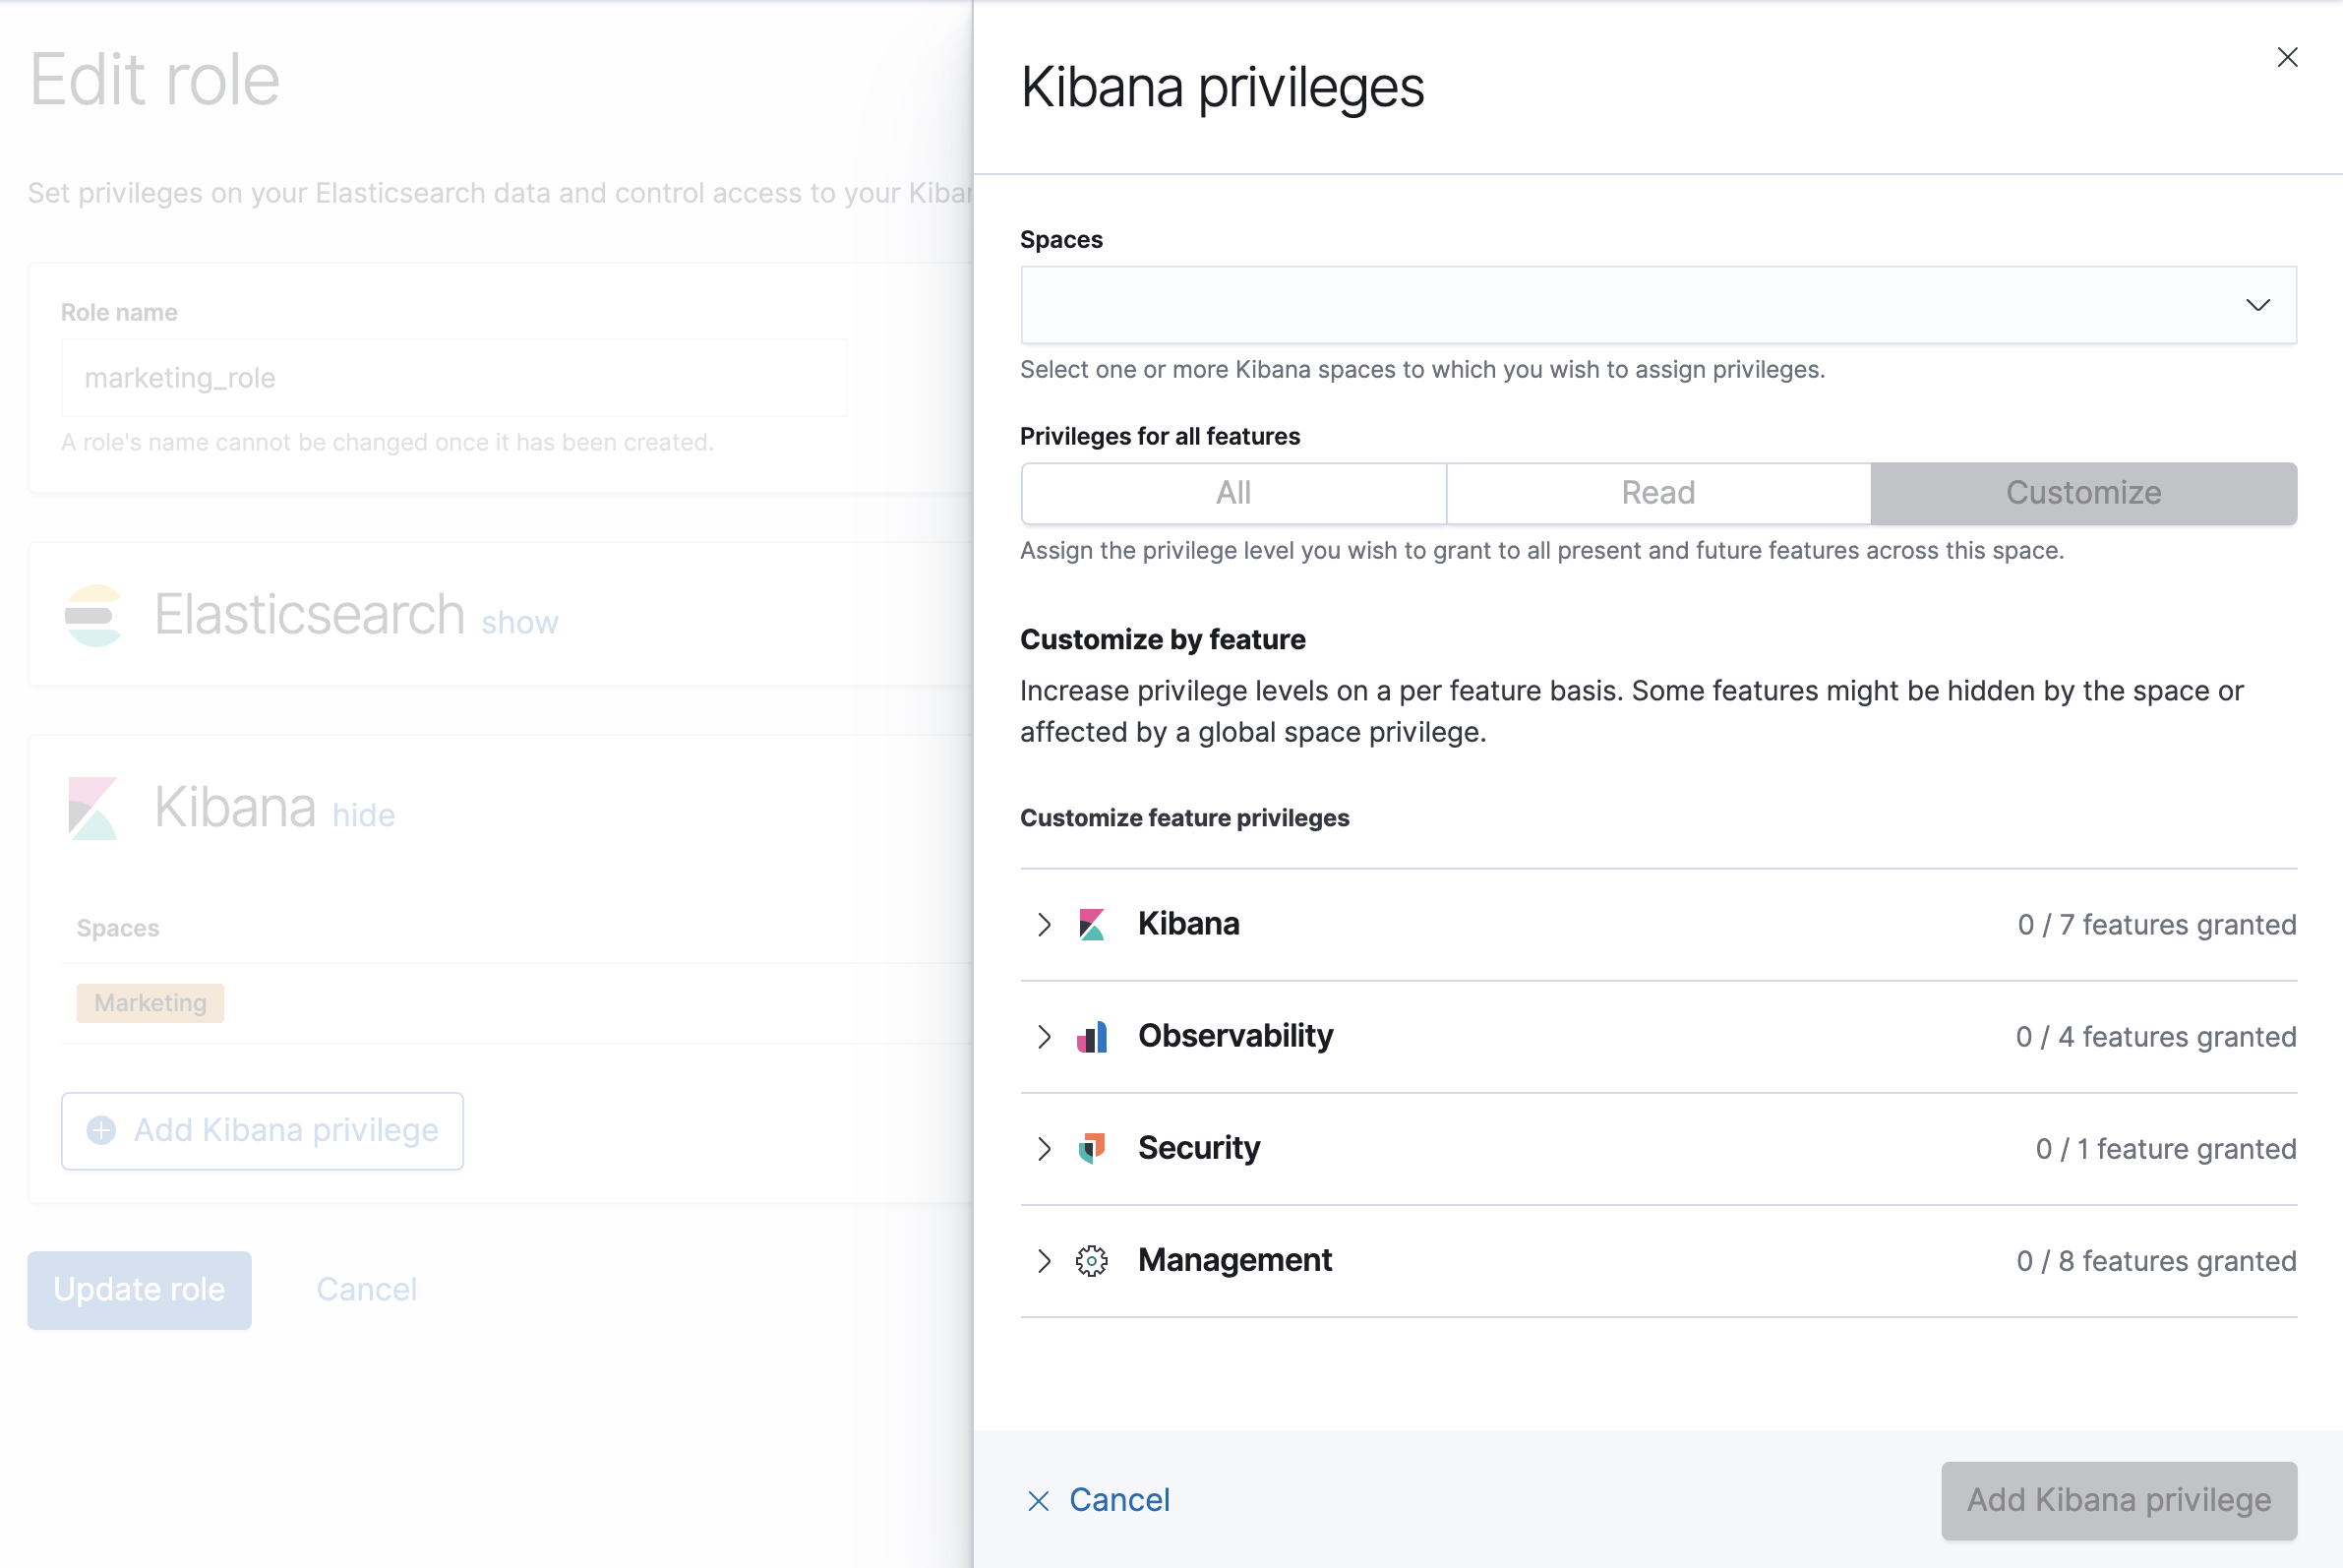 Edit role
Set privileges on your Elasticsearch data and control access to your Kibar
Role name
marketing_role
A role's name cannot be changed once it has been created.
Elasticsearch show
Kibana hide
Spaces
Marketing
Add Kibana privilege
Update role Cancel
Kibana privileges
Spaces
Select one or more Kibana spaces to which you wish to assign privileges.
Privileges for all features
All Read Customize
Assign the privilege level you wish to grant to all present and future features across this space.
Customize by feature
Increase privilege levels on a per feature basis. Some features might be hidden by the space or
affected by a global space privilege.
Customize feature privileges
Kibana 0 / 7 features granted
Observability 0 / 4 features granted
Security 0 / 1 feature granted
Management 0 / 8 features granted
Cancel Add Kibana privilege